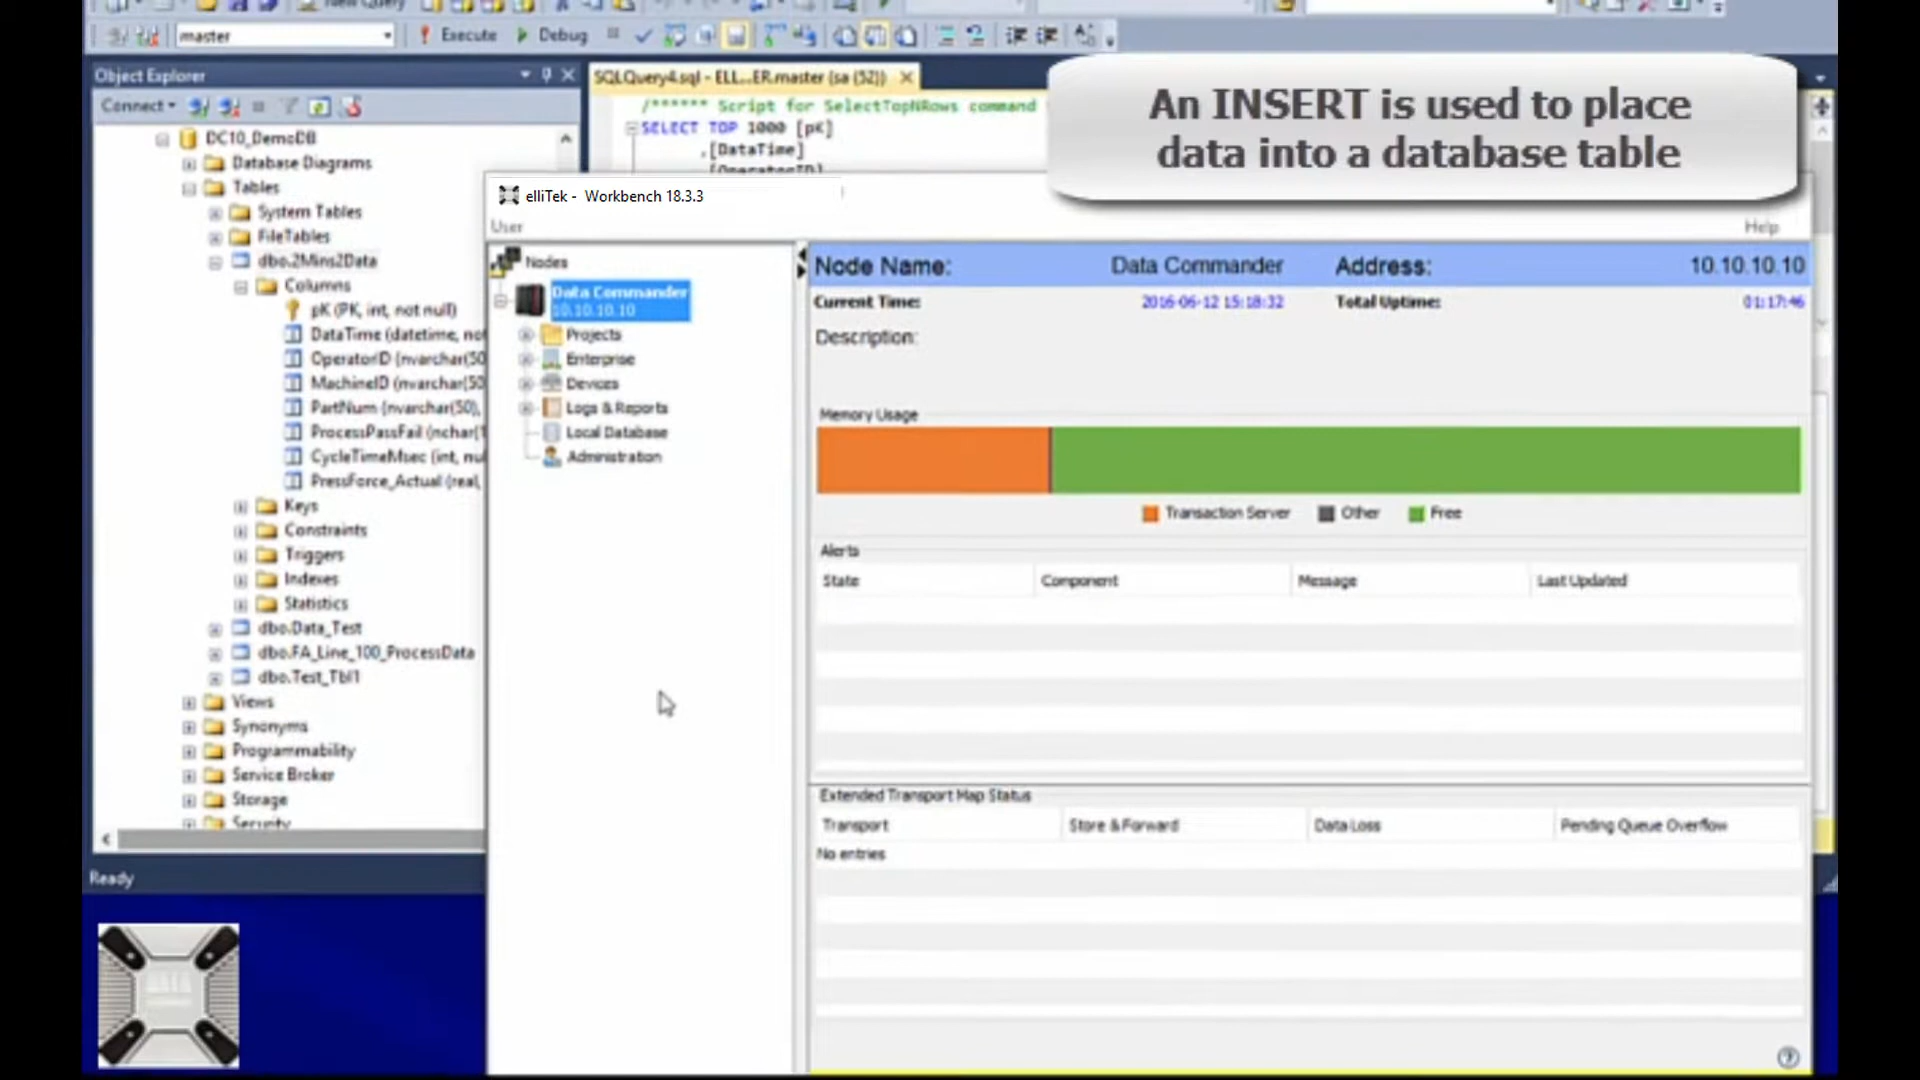 New Query
master
Execute
Debug
Object Explorer
SQLQuery4.sql - ELL...ER.master (sa (52))
Connect
/****** Script for SelectTopNRows command
SELECT TOP 1000 [pK]
,[DataTime]
,[OperatorID]
An INSERT is used to place
data into a database table
DC10_DemoDB
Database Diagrams
Tables
System Tables
FileTables
dbo.2Mins2Data
Columns
pK (PK, int, not null)
DataTime (datetime, no
OperatorID (nvarchar(50
MachineID (nvarchar(50
PartNum (nvarchar(50),
ProcessPassFail (nchar(1
CycleTimeMsec (int, nu
PressForce_Actual (real,
Keys
Constraints
Triggers
Indexes
Statistics
dbo.Data_Test
dbo.FA_Line_100_ProcessData
dbo.Test_Tbl1
Views
Synonyms
Programmability
Service Broker
Storage
Security
Ready
elliTek - Workbench 18.3.3
User
Help
Nodes
Data Commander
10.10.10.10
Projects
Enterprise
Devices
Logs & Reports
Local Database
Administration
Node Name: Data Commander Address: 10.10.10.10
Current Time: 2016-06-12 15:18:32 Total Uptime: 01:17:46
Description:
Memory Usage
Transaction Server Other Free
Alerts
State Component Message Last Updated
Extended Transport Map Status
Transport Store & Forward Data Loss Pending Queue Overflow
No entries